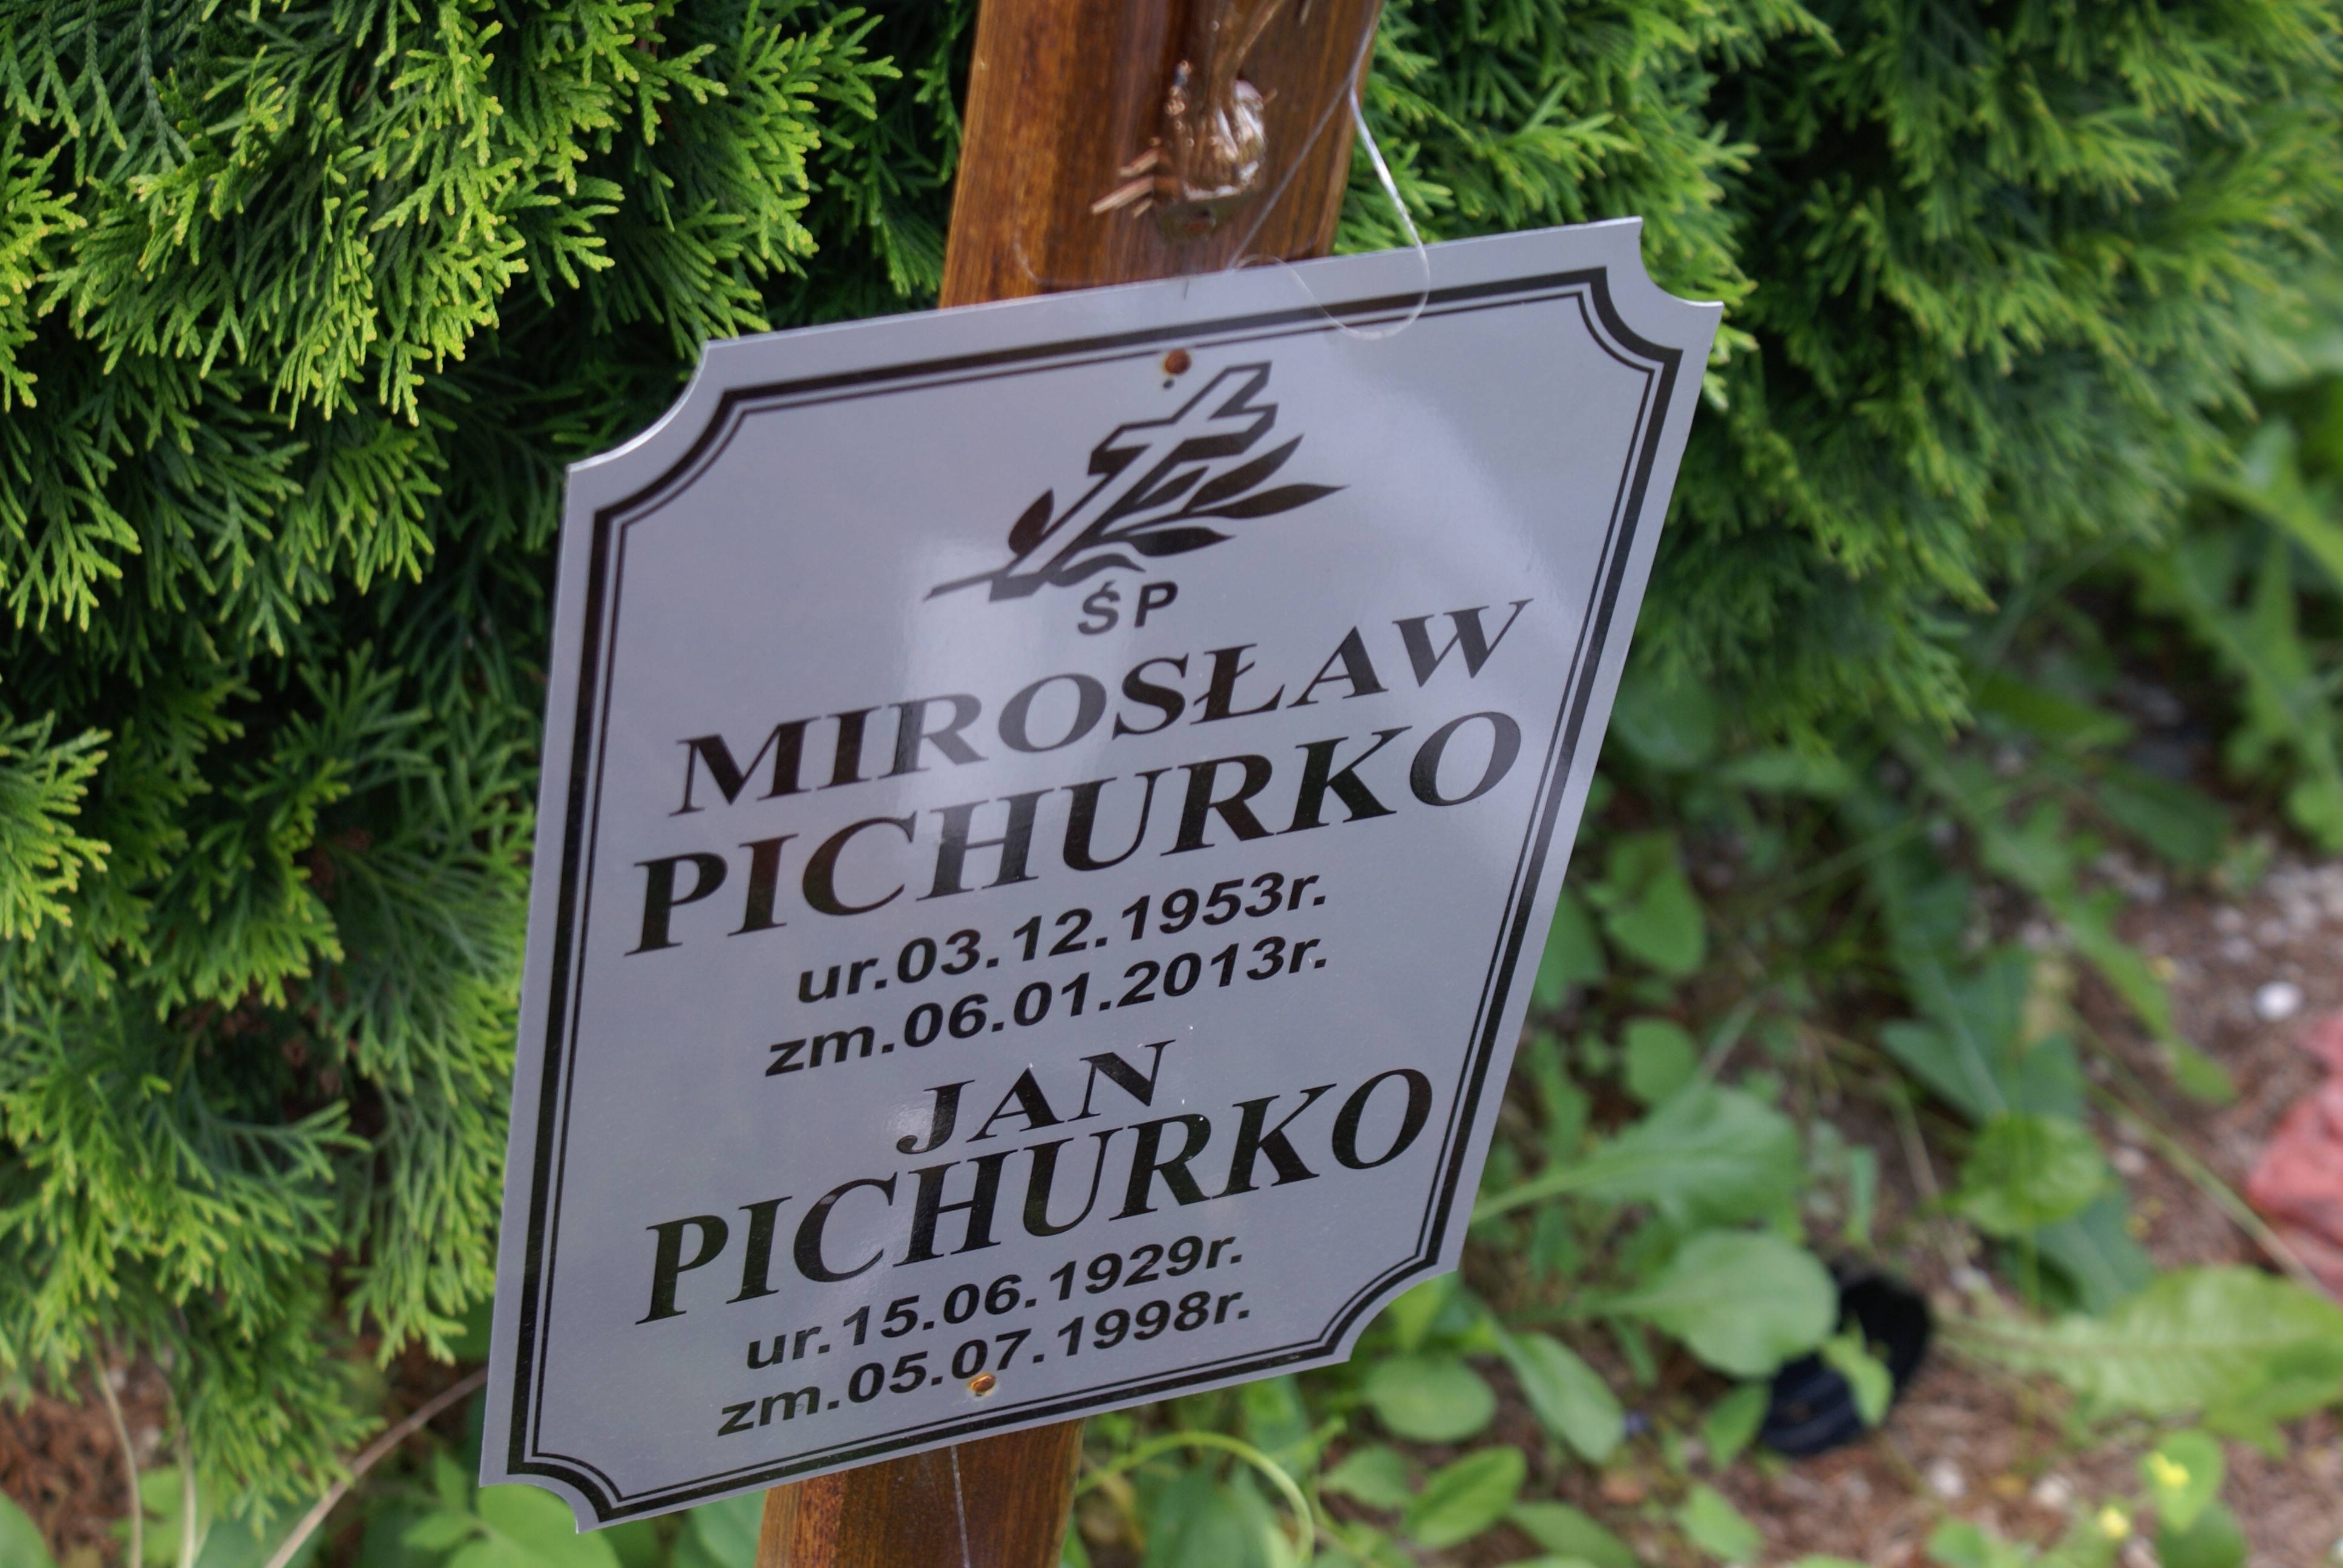 ŚP
MIROSŁAW
PICHURKO
ur.03.12.1953r.
zm.06.01.2013r.
JAN
PICHURKO
ur.15.06.1929r.
zm.05.07.1998r.